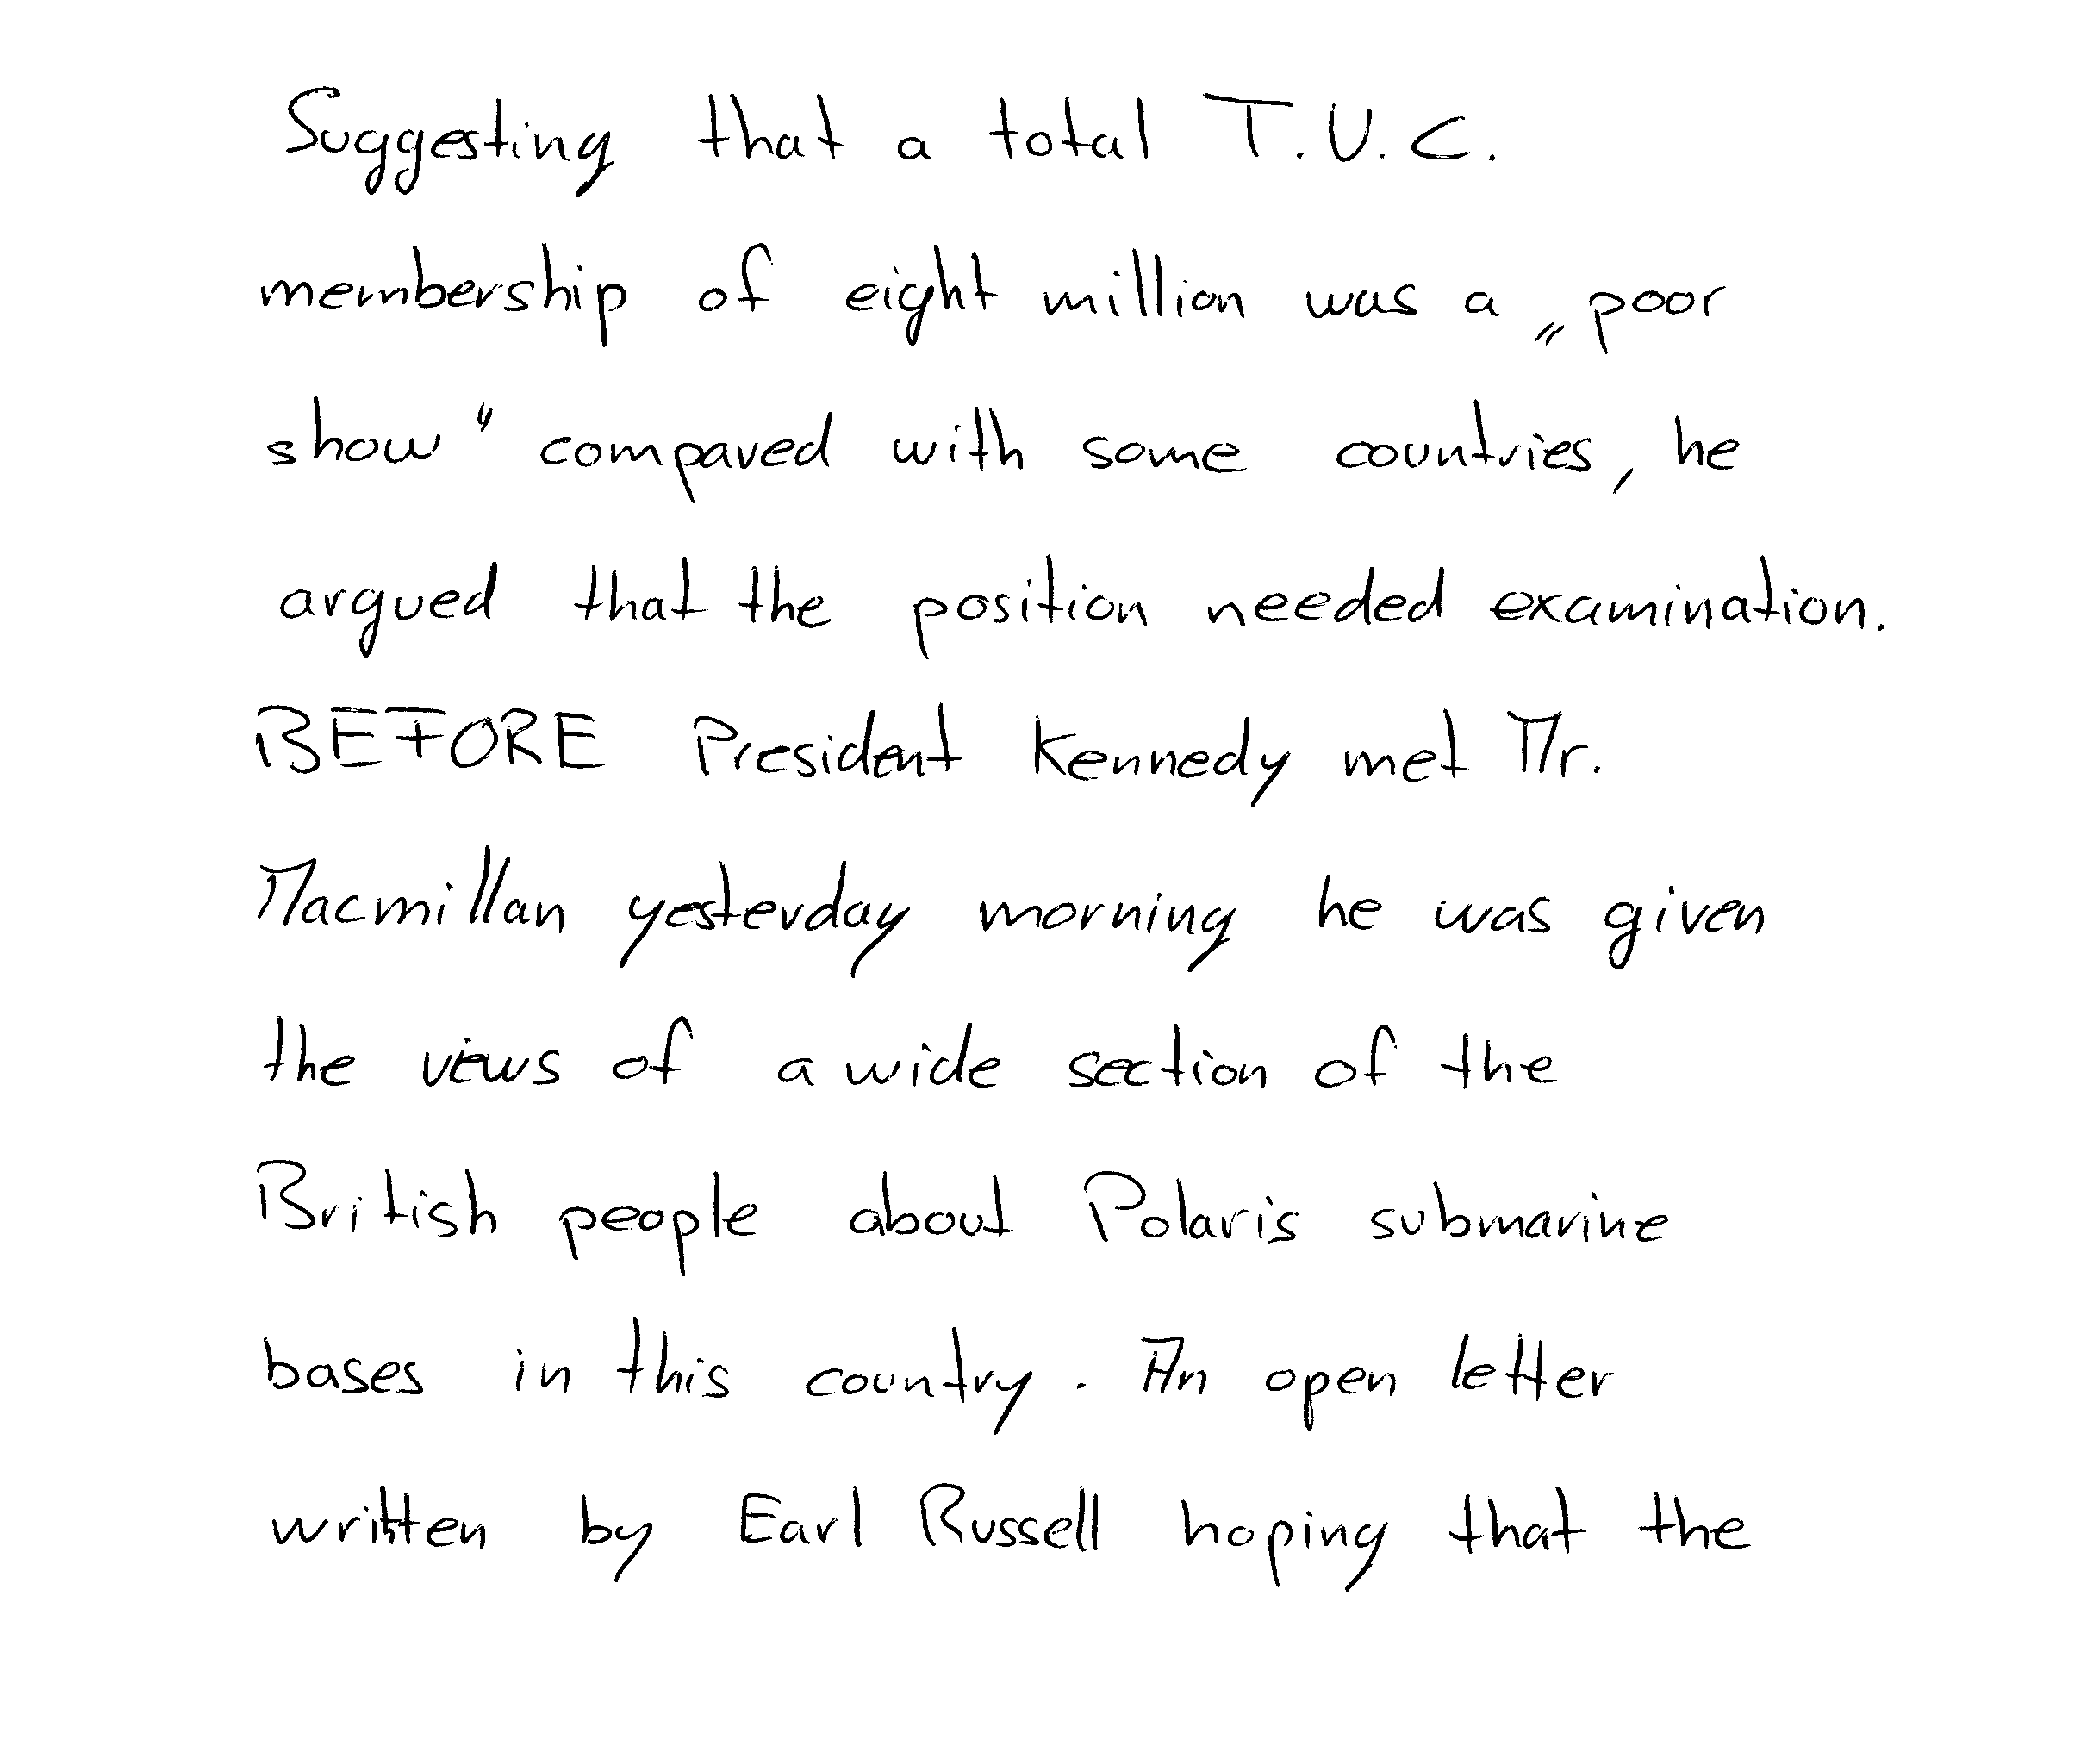 Suggesting that a total T.U.C.
membership of eight million was a „poor
show" compared with some countries, he
argued that the position needed examination.
BEFORE President Kennedy met Mr.
Macmillan yesterday morning he was given
the views of a wide section of the
British people about Polaris submarine
bases in this country. An open letter
written by Earl Russell hoping that the